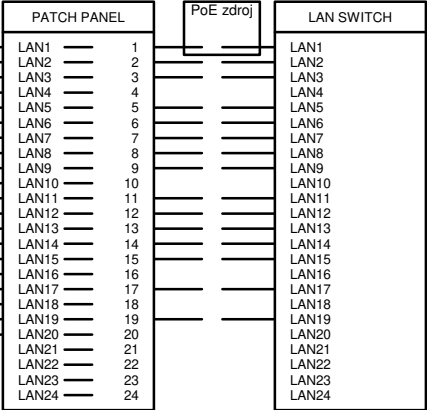 PATCH PANEL PoE zdroj LAN SWITCH
LAN1 1 LAN1
LAN2 2 LAN2
LAN3 3 LAN3
LAN4 4 LAN4
LAN5 5 LAN5
LAN6 6 LAN6
LAN7 7 LAN7
LAN8 8 LAN8
LAN9 9 LAN9
LAN10 10 LAN10
LAN11 11 LAN11
LAN12 12 LAN12
LAN13 13 LAN13
LAN14 14 LAN14
LAN15 15 LAN15
LAN16 16 LAN16
LAN17 17 LAN17
LAN18 18 LAN18
LAN19 19 LAN19
LAN20 20 LAN20
LAN21 21 LAN21
LAN22 22 LAN22
LAN23 23 LAN23
LAN24 24 LAN24